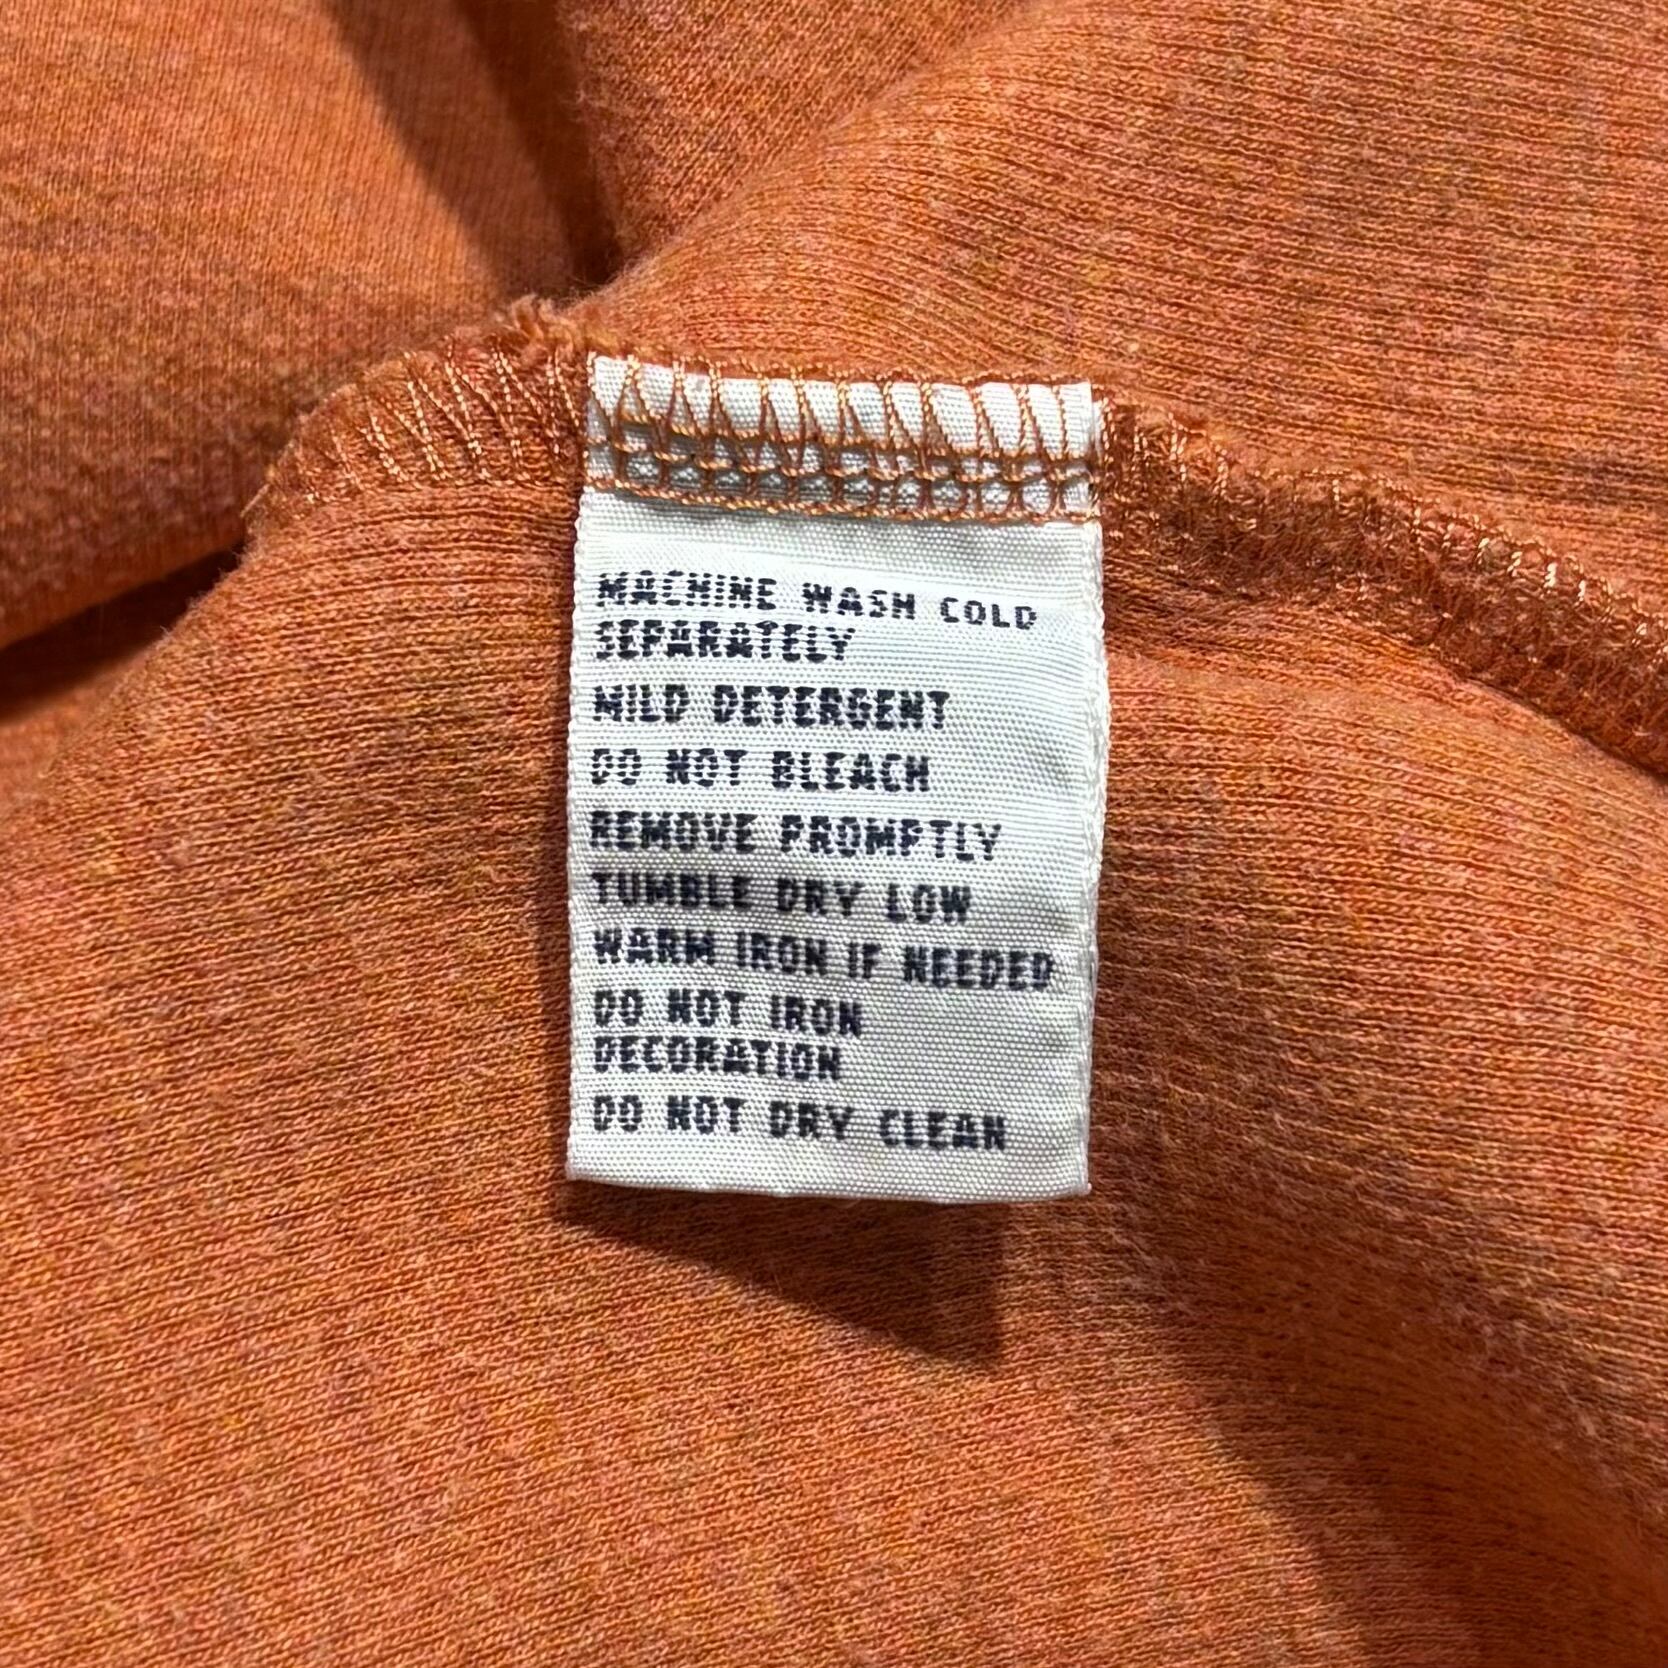 MACHINE WASH COLD
SEPARATELY
MILD DETERGENT
DO NOT BLEACH
REMOVE PROMPTLY
TUMBLE DRY LOW
WARM IRON IF NEEDED
DO NOT IRON
DECORATION
DO NOT DRY CLEAN